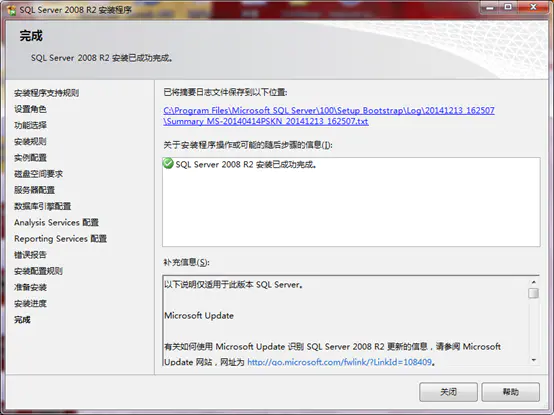 SQL Server 2008 R2 安装程序
完成
SQL Server 2008 R2 安装已成功完成。
安装程序支持规则
设置角色
功能选择
安装规则
实例配置
磁盘空间要求
服务器配置
数据库引擎配置
Analysis Services 配置
Reporting Services 配置
错误报告
安装配置规则
准备安装
安装进度
完成
已将摘要日志文件保存到以下位置:
C:\Program Files\Microsoft SQL Server\100\Setup Bootstrap\Log\20141213_162507
\Summary_MS-20140414PSKN_20141213_162507.txt
关于安装程序操作或可能的随后步骤的信息(I):
SQL Server 2008 R2 安装已成功完成。
补充信息(S):
以下说明仅适用于此版本 SQL Server。
Microsoft Update
有关如何使用 Microsoft Update 识别 SQL Server 2008 R2 更新的信息，请参阅 Microsoft
Update 网站，网址为 http://go.microsoft.com/fwlink/?LinkId=108409。
关闭
帮助